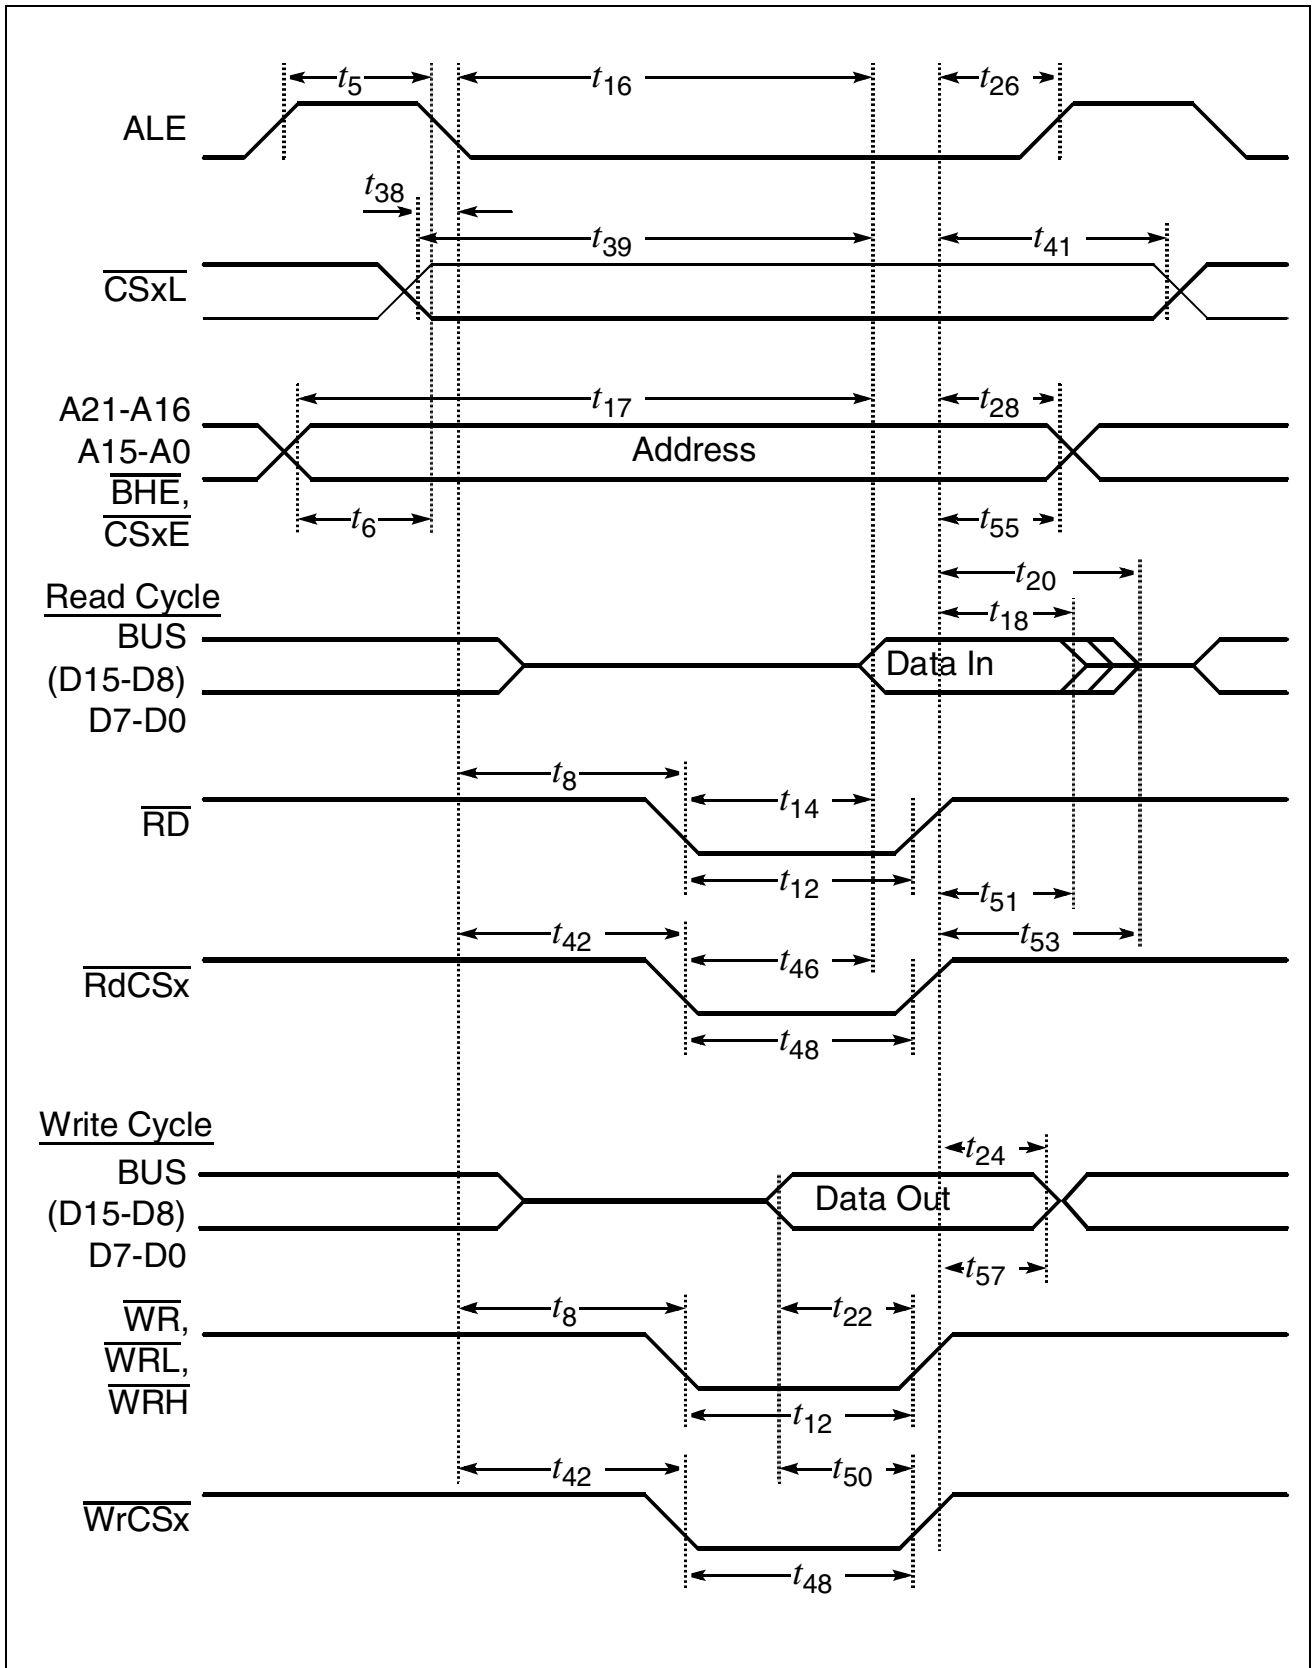 t5 t16 t26
ALE
t38
t39 t41
CSxL
A21-A16 t17 t28
A15-A0 Address
BHE,
CSxE t6 t55
t20
Read Cycle t18
BUS
(D15-D8) Data In
D7-D0
t8 t14
RD
t12 t51
t42 t46 t53
RdCSx
t48
Write Cycle
t24
BUS
(D15-D8) Data Out
D7-D0 t57
WR, t8 t22
WRL,
WRH t12
t42 t50
WrCSx
t48